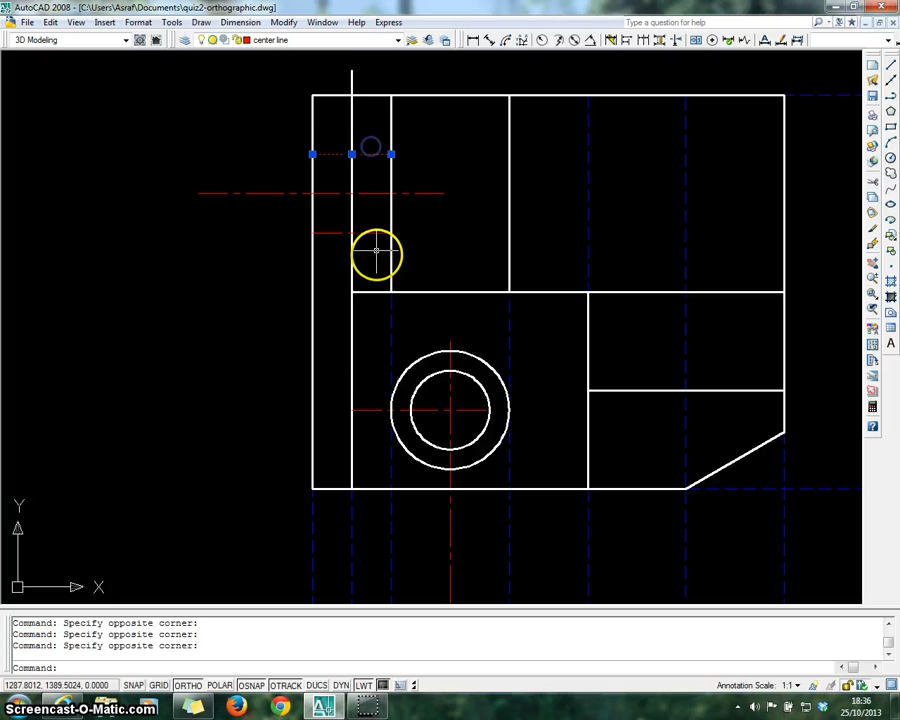 AutoCAD 2008 - [C:\Users\Asraf\quiz2-orthographic.dwg]
File Edit View Insert Format Tools Draw Dimension Modify Window Help Express
Type a question for help
3D Modeling
center line
A
Y
X
Command: Specify opposite corner:
Command: Specify opposite corner:
Command: Specify opposite corner:
Command:
1287.8012, 1389.5024, 0.0000 SNAP GRID ORTHO POLAR OSNAP OTRACK DUCS DYN LWT Annotation Scale: 1:1
Screencast-O-Matic.com
18:36
25/10/2013